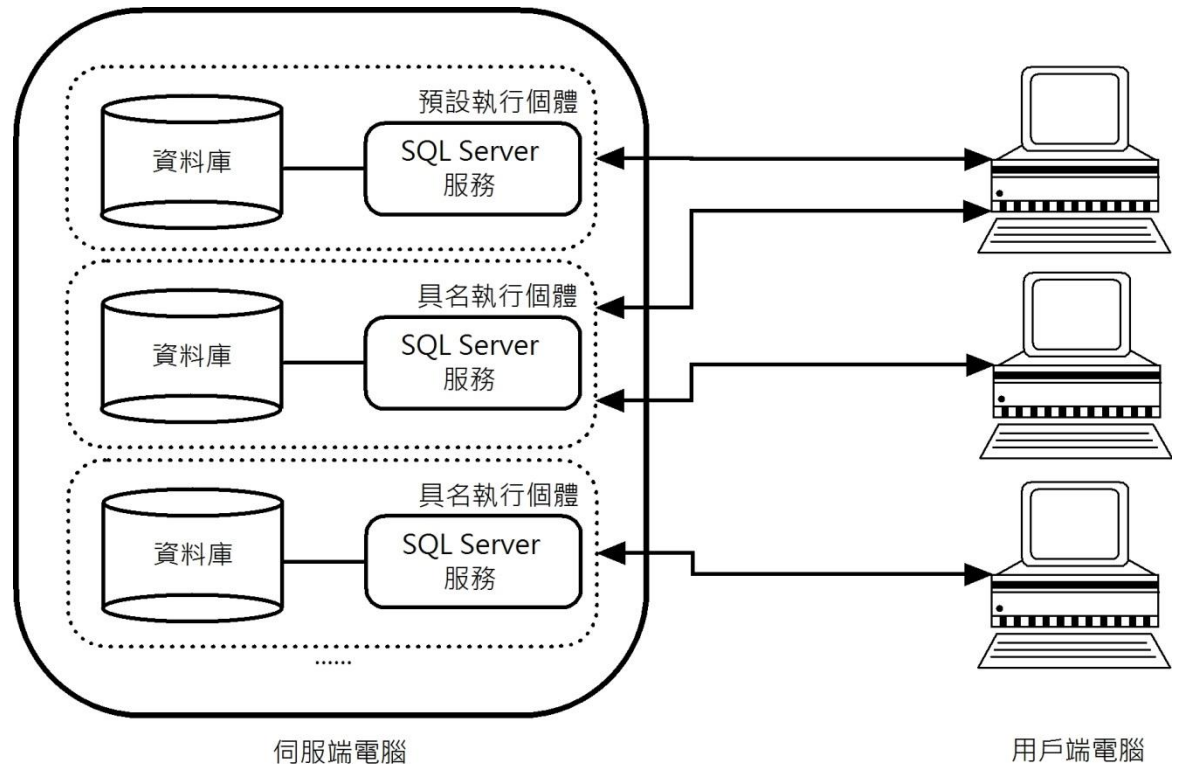 預設執行個體
資料庫
SQL Server
服務
具名執行個體
資料庫
SQL Server
服務
具名執行個體
資料庫
SQL Server
服務
......
伺服端電腦
用戶端電腦